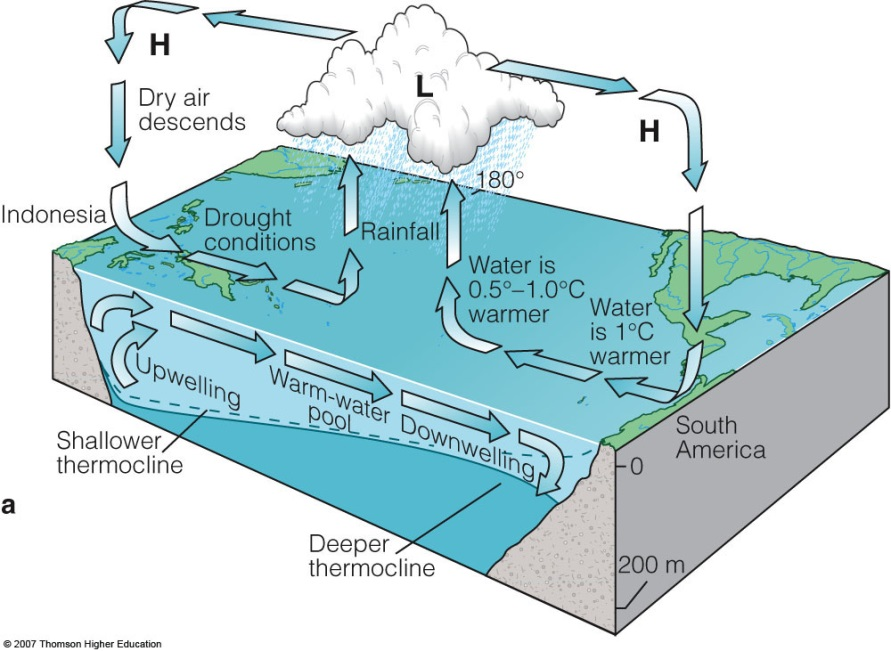 H
L
H
Dry air
descends
180°
Indonesia
Drought
conditions
Rainfall
Water is
0.5°–1.0°C
warmer
Water
is 1°C
warmer
Upwelling
Warm-water
pool
Downwelling
South
America
Shallower
thermocline
0
a
Deeper
thermocline
200 m
© 2007 Thomson Higher Education